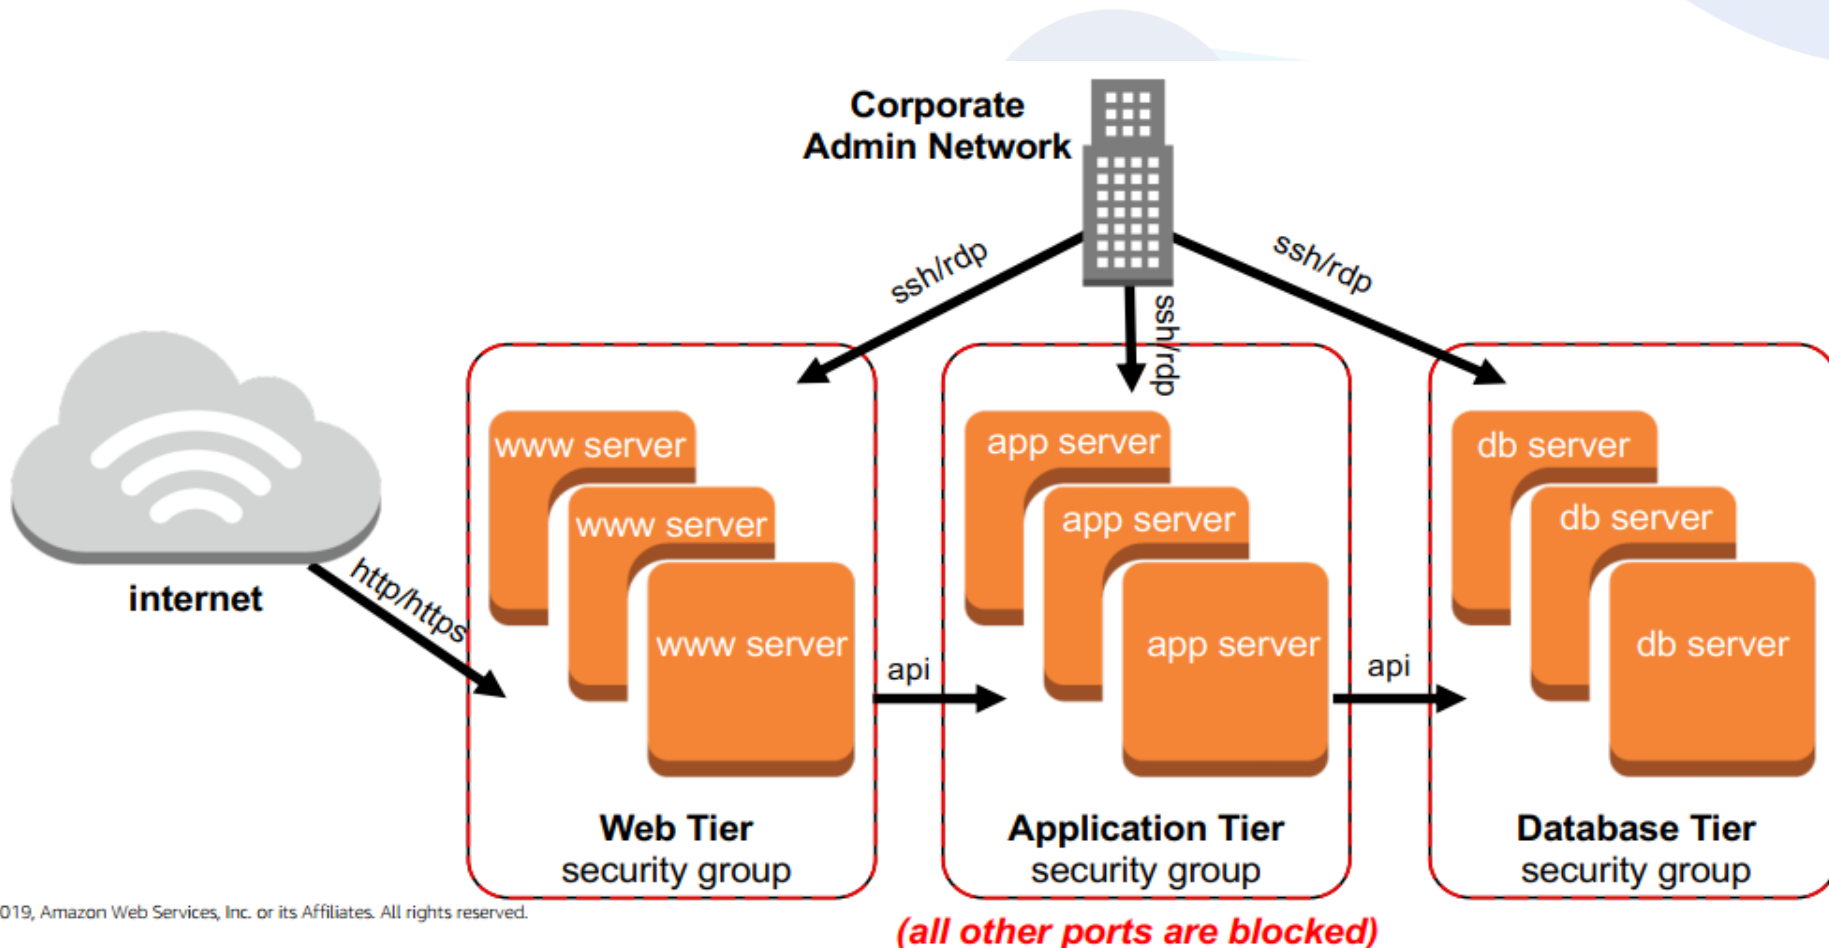 Corporate
Admin Network
ssh/rdp
ssh/rdp
ssh/rdp
internet
http/https
www server
www server
www server
api
app server
app server
app server
api
db server
db server
db server
Web Tier
security group
Application Tier
security group
Database Tier
security group
019, Amazon Web Services, Inc. or its Affiliates. All rights reserved.
(all other ports are blocked)